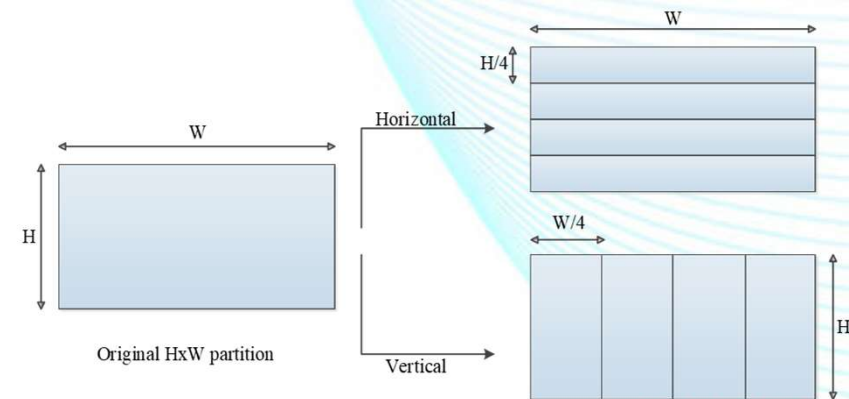 W
H/4
Horizontal
W
H
W/4
H
Original HxW partition
Vertical